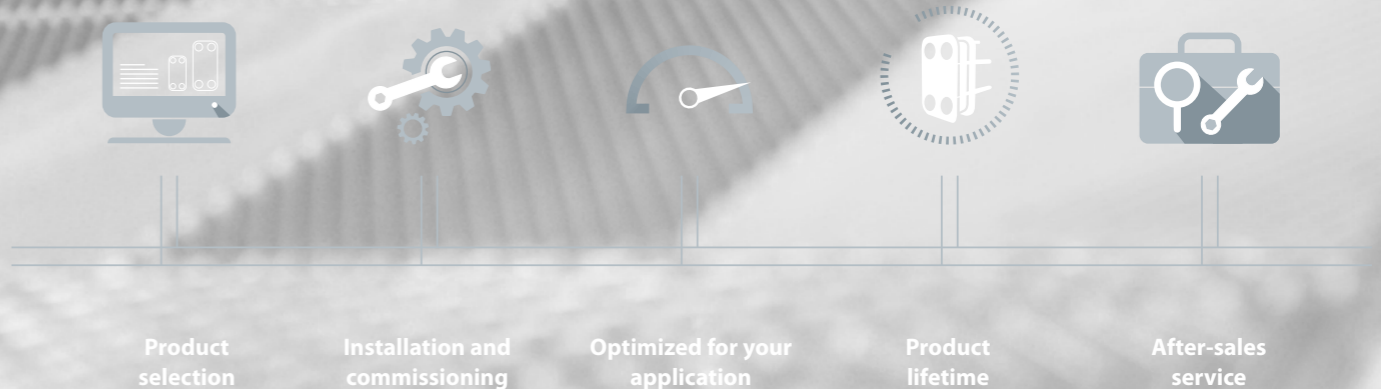 Product
selection
Installation and
commissioning
Optimized for your
application
Product
lifetime
After-sales
service